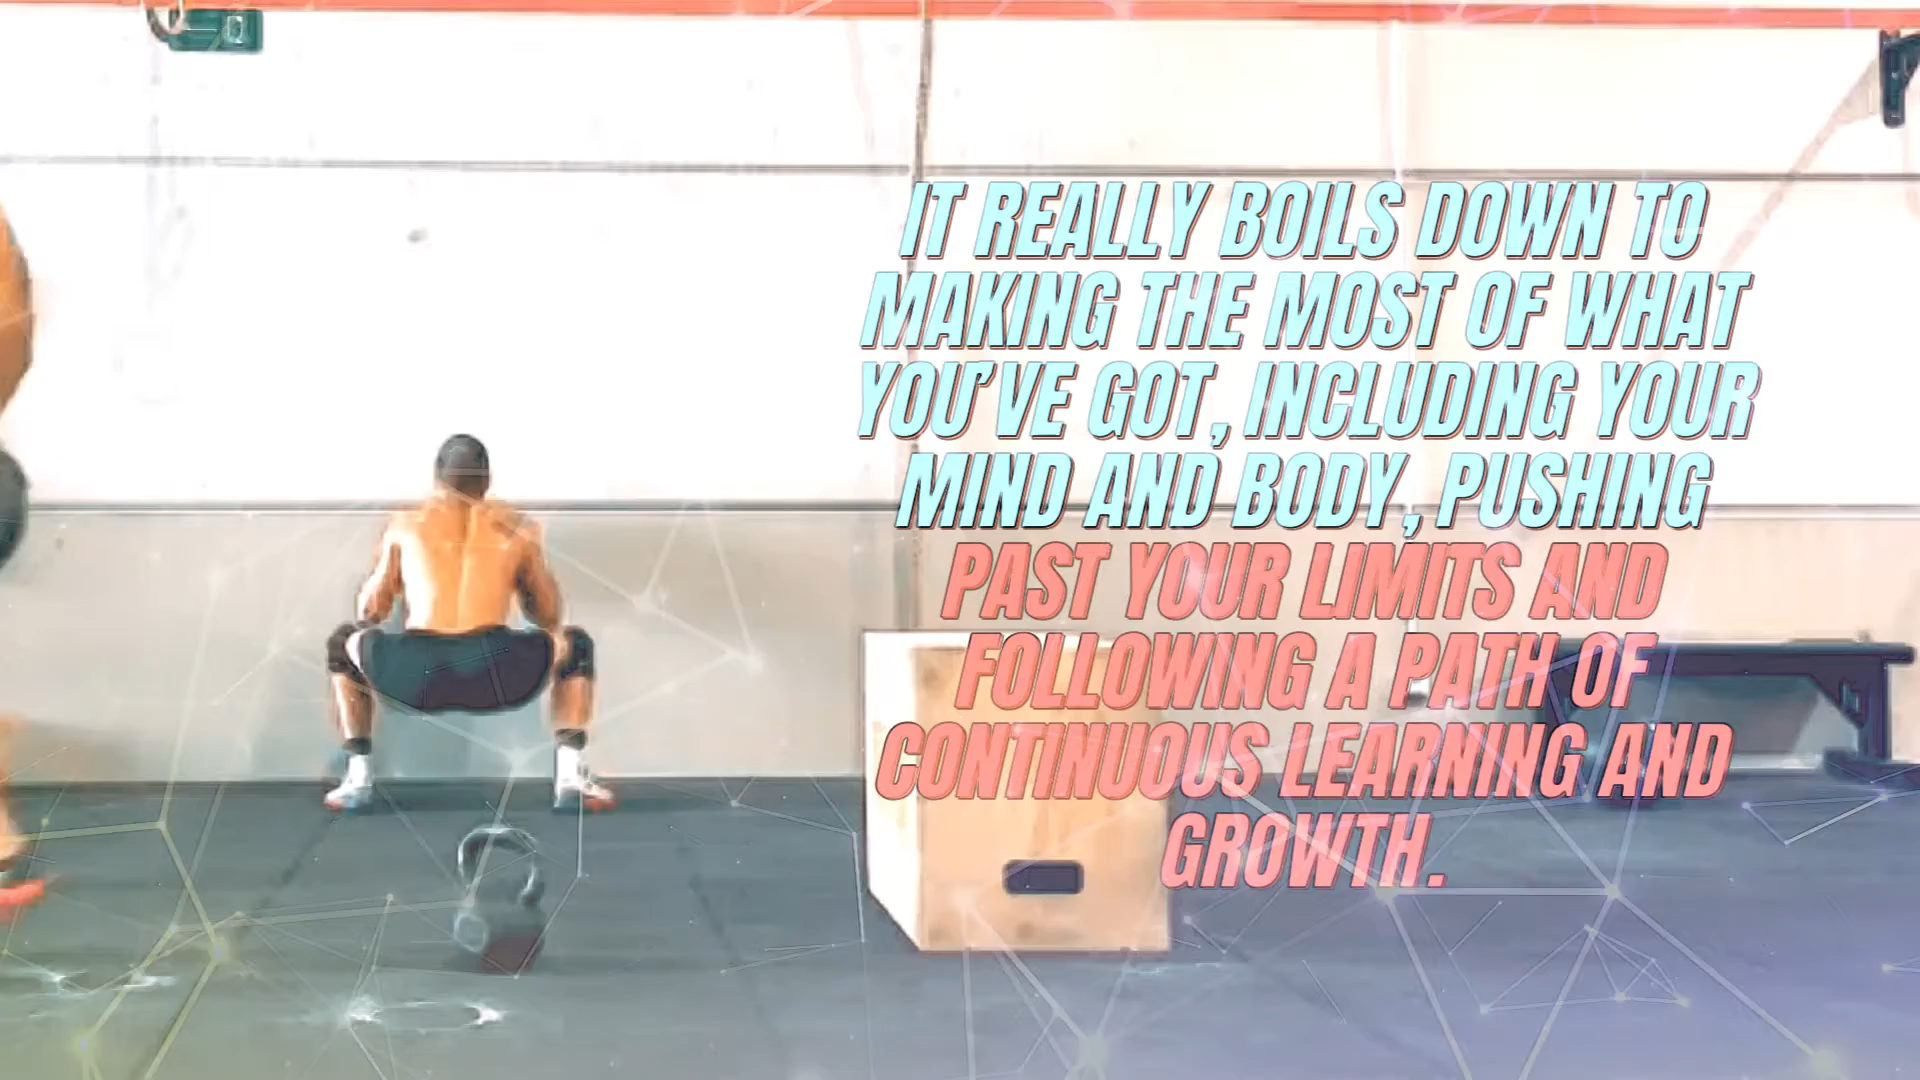 IT REALLY BOILS DOWN TO
MAKING THE MOST OF WHAT
YOU'VE GOT, INCLUDING YOUR
MIND AND BODY, PUSHING
PAST YOUR LIMITS AND
FOLLOWING A PATH OF
CONTINUOUS LEARNING AND
GROWTH.